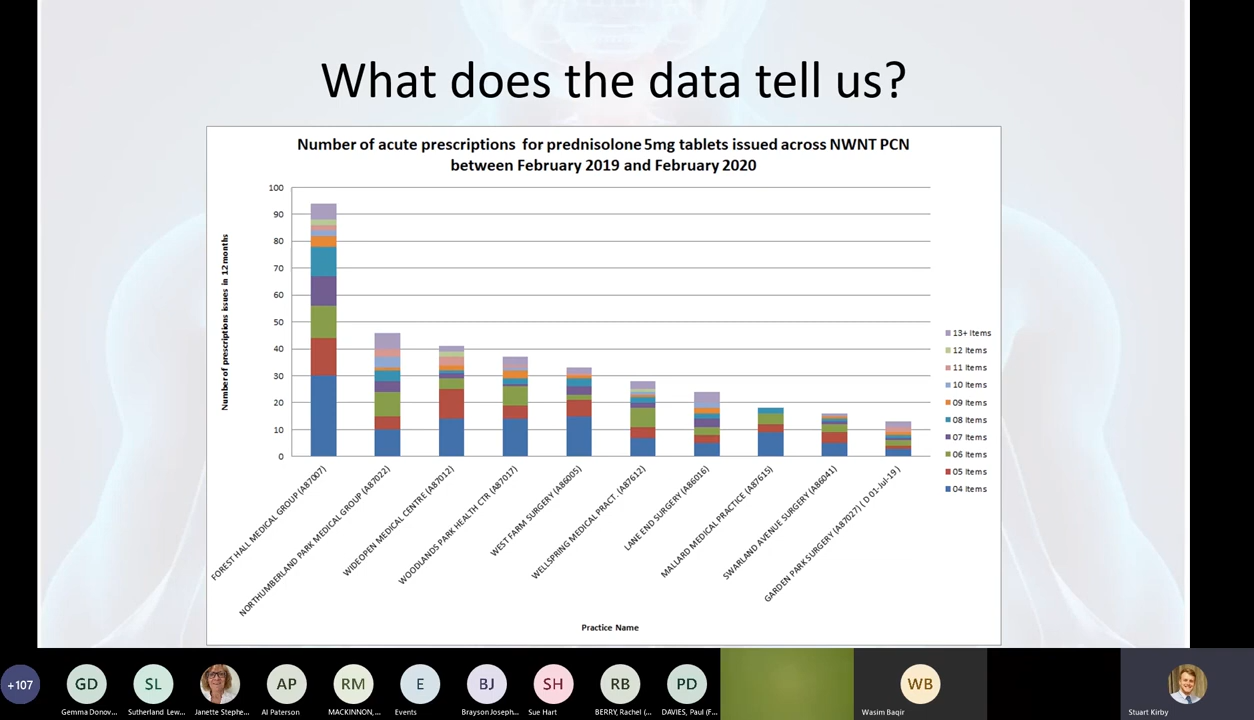 What does the data tell us?
Number of acute prescriptions for prednisolone 5mg tablets issued across NWNT PCN
between February 2019 and February 2020
Number of prescriptions issues in 12 months
100
90
80
70
60
50
40
30
20
10
0
13+ Items
12 Items
11 Items
10 Items
09 Items
08 Items
07 Items
06 Items
05 Items
04 Items
FOREST HALL MEDICAL GROUP (A87007)
NORTHUMBERLAND PARK MEDICAL GROUP (A87022)
WIDEOPEN MEDICAL CENTRE (A87012)
WOODLANDS PARK HEALTH CTR (A87017)
WEST FARM SURGERY (A86005)
WELLSPRING MEDICAL PRACT. (A87612)
LANE END SURGERY (A86016)
MALLARD MEDICAL PRACTICE (A87615)
SWARLAND AVENUE SURGERY (A86041)
GARDEN PARK SURGERY (A87027) ( D 01-Jul-19 )
Practice Name
+107
GD
SL
AP
RM
E
BJ
SH
RB
PD
WB
Gemma Donov...
Sutherland Lew...
Janette Stephe...
Al Paterson
MACKINNON,...
Events
Brayson Joseph...
Sue Hart
BERRY, Rachel (...
DAVIES, Paul (F...
Wasim Baqir
Stuart Kirby